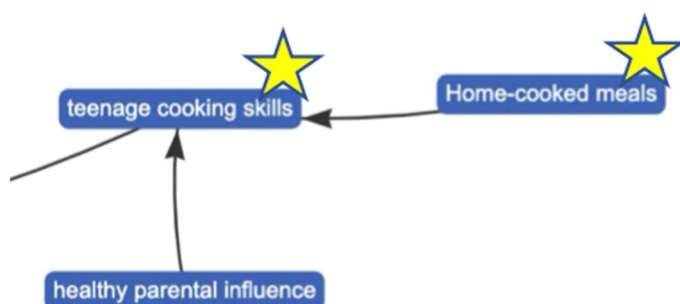 teenage cooking skills
Home-cooked meals
healthy parental influence